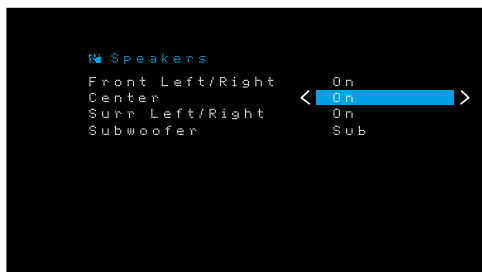 Speakers
Front Left/Right On
Center On
Surr Left/Right On
Subwoofer Sub